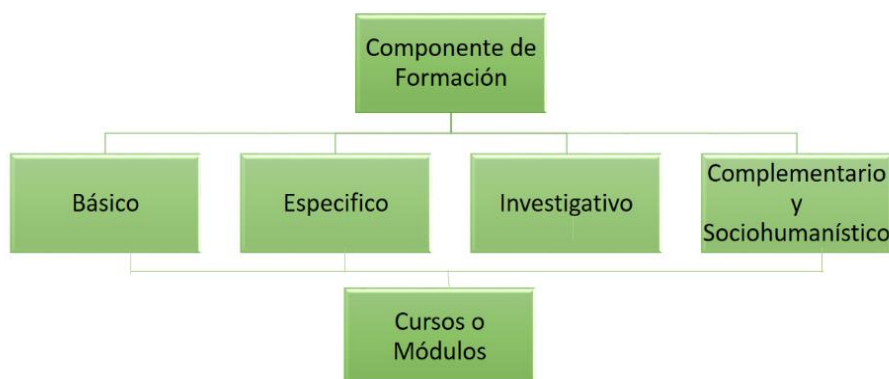 Componente de
Formación
Básico
Especifico
Investigativo
Complementario
y
Sociohumanístico
Cursos o
Módulos